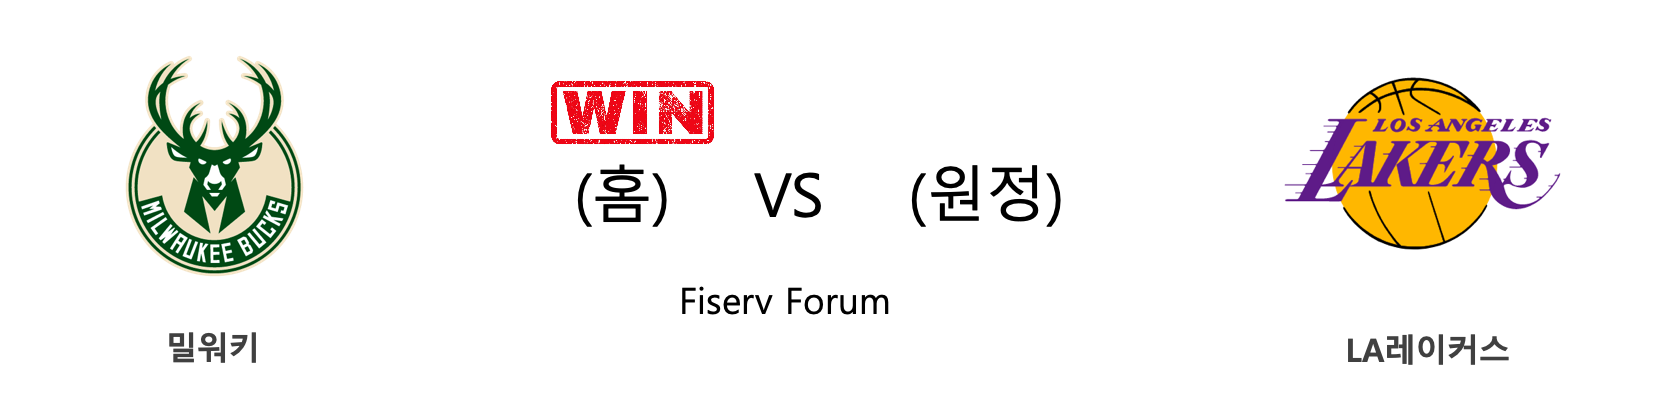 WIN
(홈) VS (원정)
Fiserv Forum
MILWAUKEE BUCKS
밀워키
LOS ANGELES
LAKERS
LA레이커스